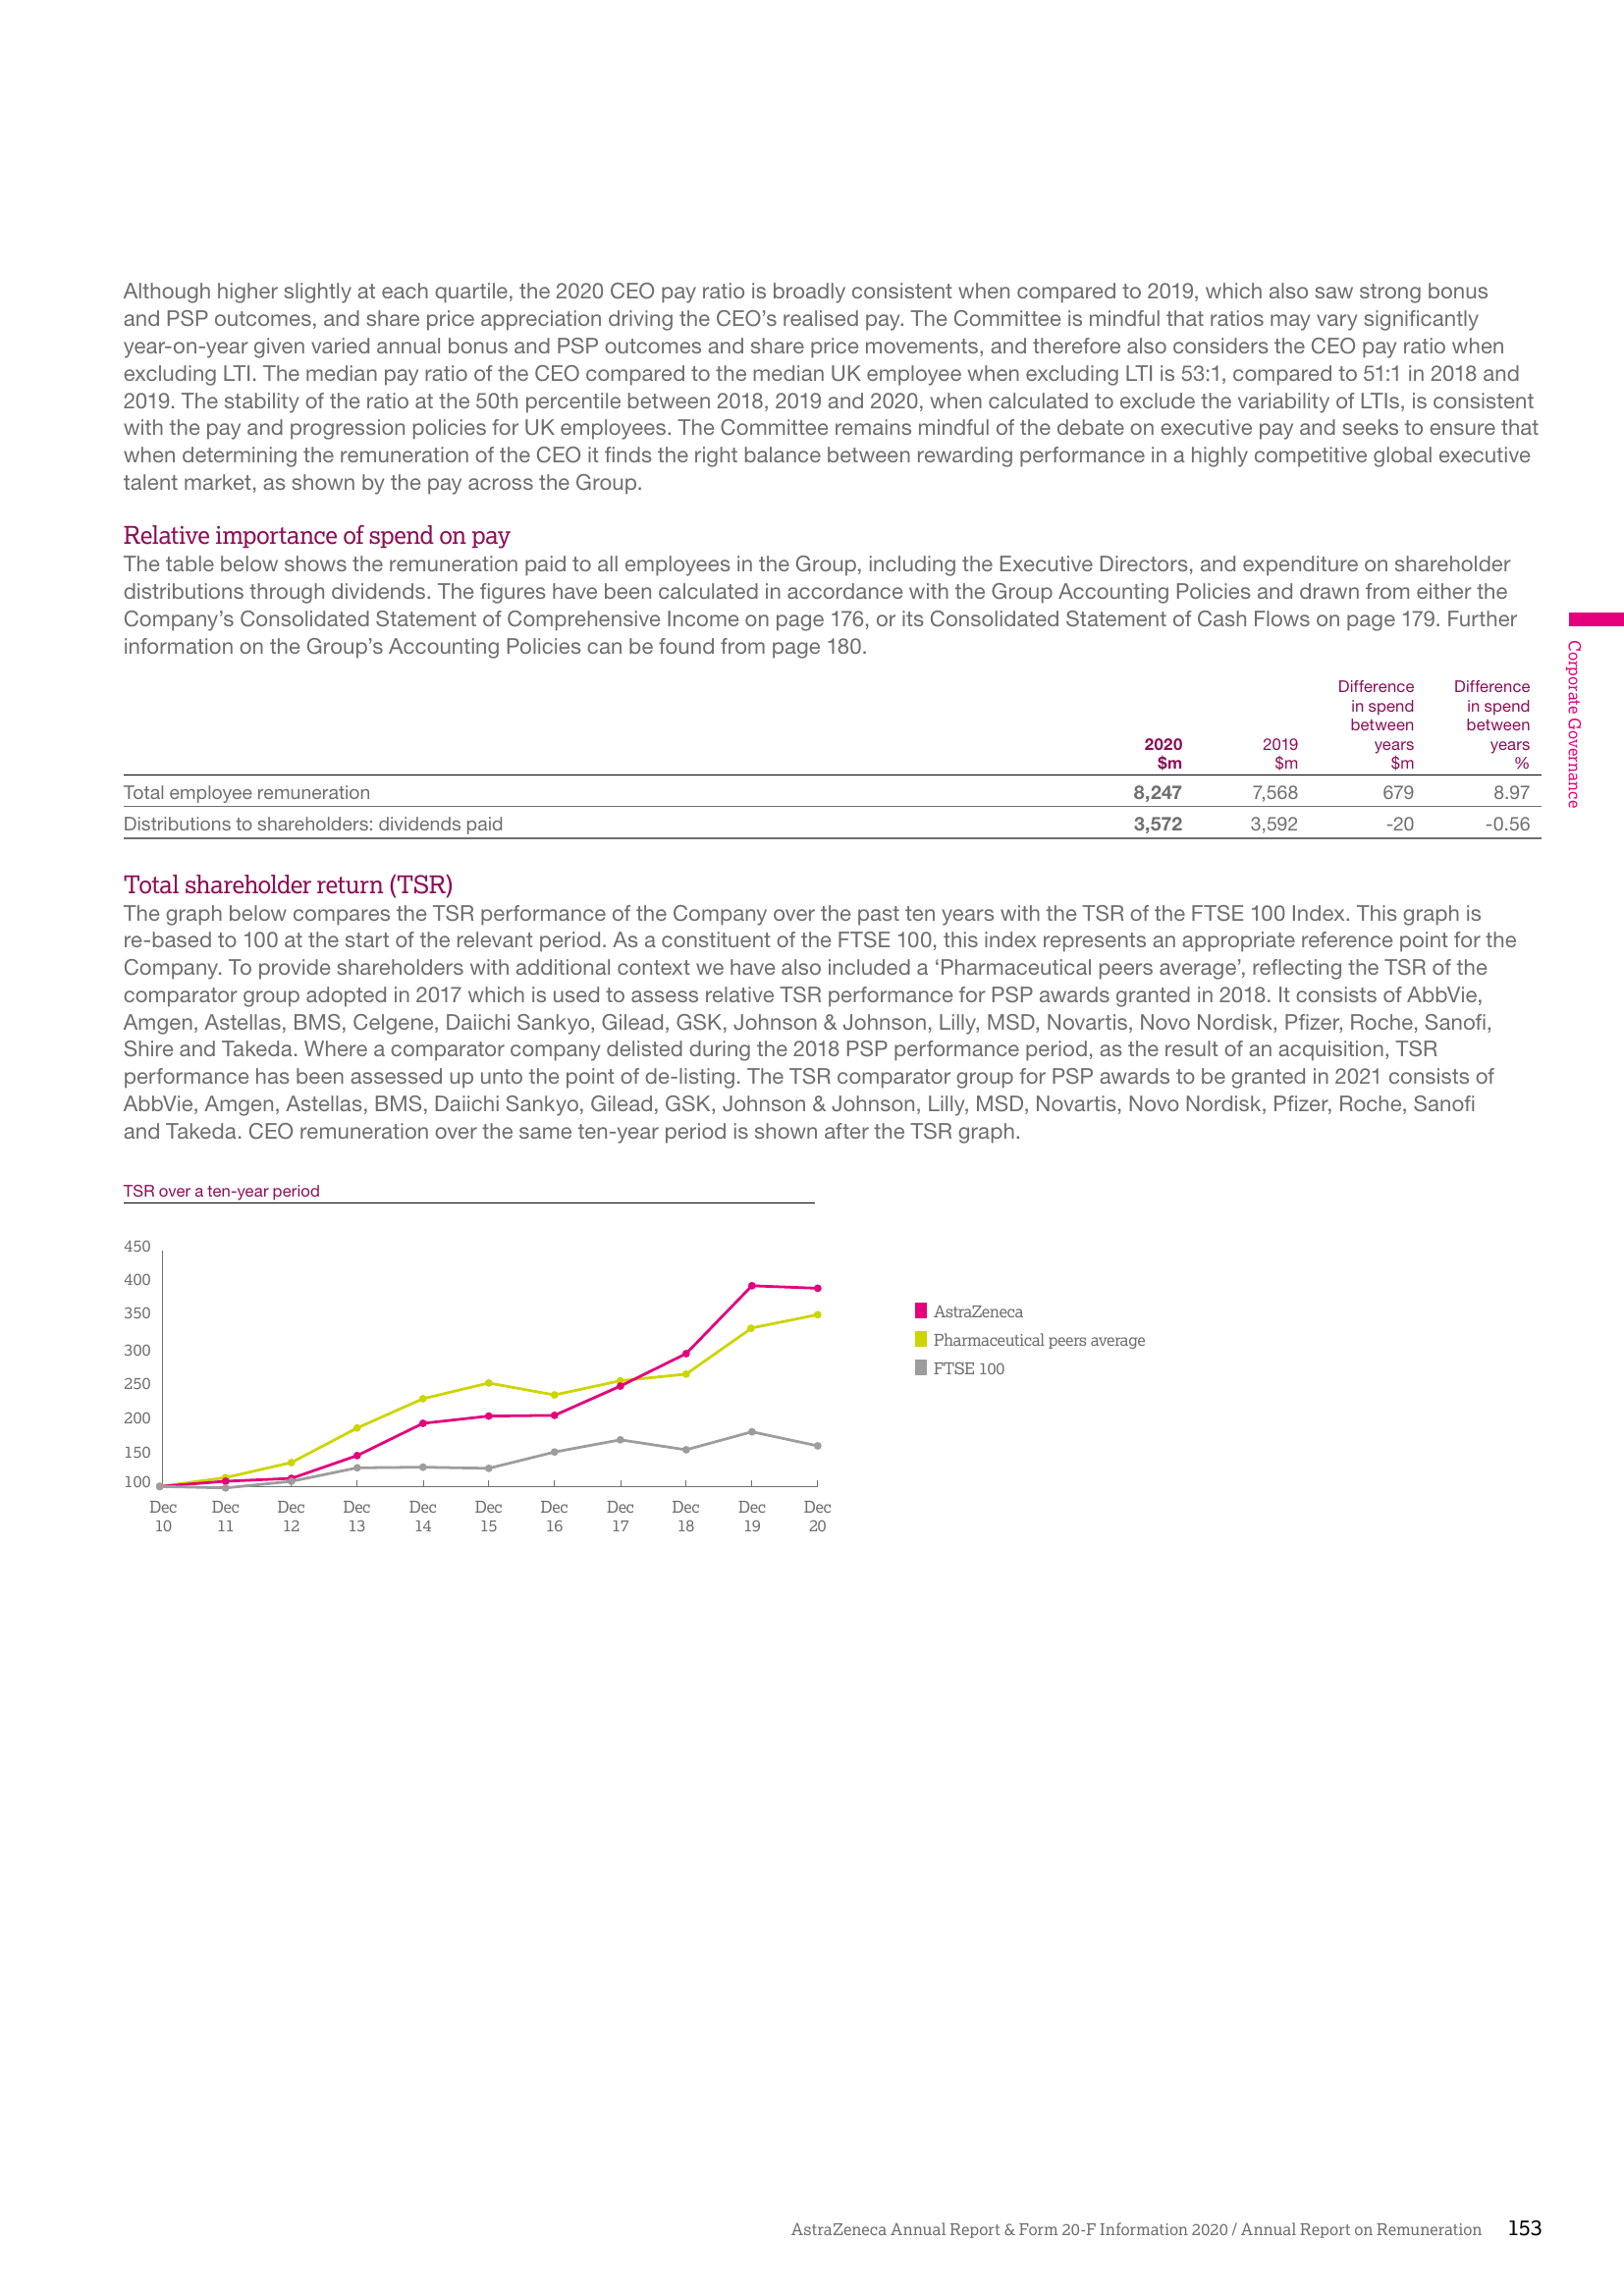 Although higher slightly at each quartile, the 2020 CEO pay ratio is broadly consistent when compared to 2019, which also saw strong bonus
and PSP outcomes, and share price appreciation driving the CEO’s realised pay. The Committee is mindful that ratios may vary significantly
year-on-year given varied annual bonus and PSP outcomes and share price movements, and therefore also considers the CEO pay ratio when
excluding LTI. The median pay ratio of the CEO compared to the median UK employee when excluding LTI is 53:1, compared to 51:1 in 2018 and
2019. The stability of the ratio at the 50th percentile between 2018, 2019 and 2020, when calculated to exclude the variability of LTIs, is consistent
with the pay and progression policies for UK employees. The Committee remains mindful of the debate on executive pay and seeks to ensure that
when determining the remuneration of the CEO it finds the right balance between rewarding performance in a highly competitive global executive
talent market, as shown by the pay across the Group.
Relative importance of spend on pay
The table below shows the remuneration paid to all employees in the Group, including the Executive Directors, and expenditure on shareholder
distributions through dividends. The figures have been calculated in accordance with the Group Accounting Policies and drawn from either the
Company’s Consolidated Statement of Comprehensive Income on page 176, or its Consolidated Statement of Cash Flows on page 179. Further
information on the Group’s Accounting Policies can be found from page 180.
2020 $m 2019 $m Difference in spend between years $m Difference in spend between years %
Total employee remuneration 8,247 7,568 679 8.97
Distributions to shareholders: dividends paid 3,572 3,592 -20 -0.56
Total shareholder return (TSR)
The graph below compares the TSR performance of the Company over the past ten years with the TSR of the FTSE 100 Index. This graph is
re-based to 100 at the start of the relevant period. As a constituent of the FTSE 100, this index represents an appropriate reference point for the
Company. To provide shareholders with additional context we have also included a ‘Pharmaceutical peers average’, reflecting the TSR of the
comparator group adopted in 2017 which is used to assess relative TSR performance for PSP awards granted in 2018. It consists of AbbVie,
Amgen, Astellas, BMS, Celgene, Daiichi Sankyo, Gilead, GSK, Johnson & Johnson, Lilly, MSD, Novartis, Novo Nordisk, Pfizer, Roche, Sanofi,
Shire and Takeda. Where a comparator company delisted during the 2018 PSP performance period, as the result of an acquisition, TSR
performance has been assessed up unto the point of de-listing. The TSR comparator group for PSP awards to be granted in 2021 consists of
AbbVie, Amgen, Astellas, BMS, Daiichi Sankyo, Gilead, GSK, Johnson & Johnson, Lilly, MSD, Novartis, Novo Nordisk, Pfizer, Roche, Sanofi
and Takeda. CEO remuneration over the same ten-year period is shown after the TSR graph.
TSR over a ten-year period
450
400
350
300
250
200
150
100
Dec Dec Dec Dec Dec Dec Dec Dec Dec Dec Dec
10 11 12 13 14 15 16 17 18 19 20
AstraZeneca
Pharmaceutical peers average
FTSE 100
Corporate Governance
AstraZeneca Annual Report & Form 20-F Information 2020 / Annual Report on Remuneration 153